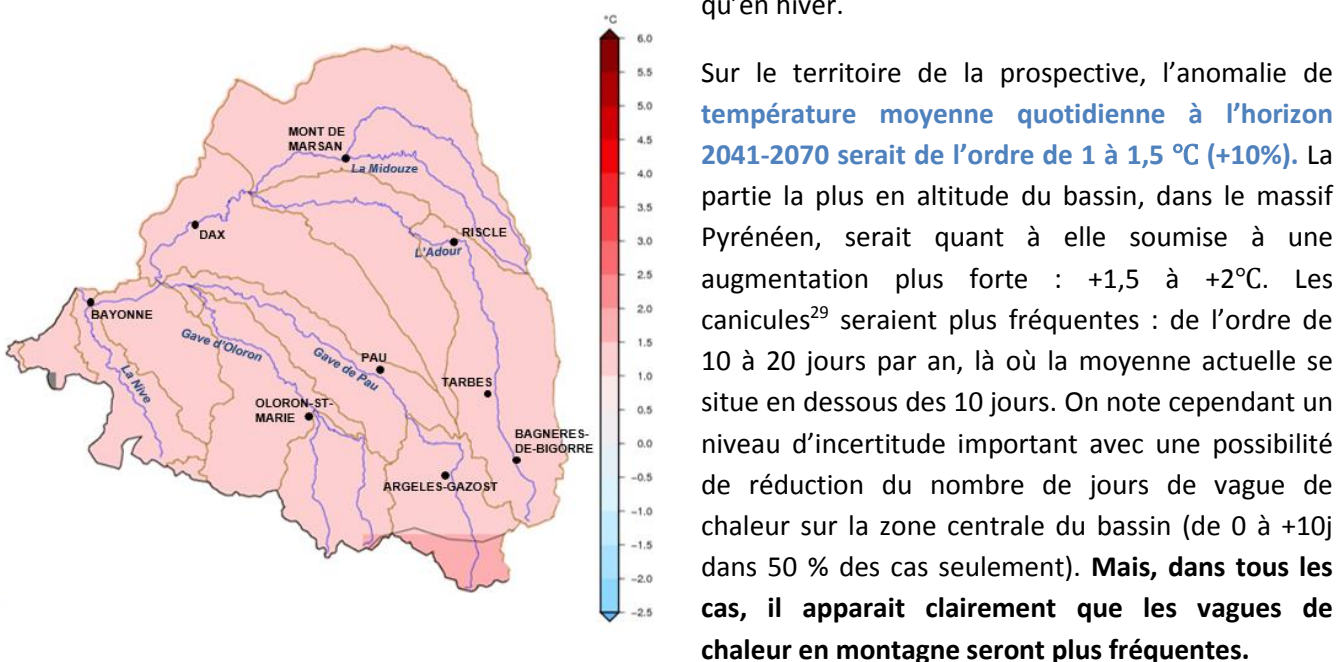 qu'en hiver.
Sur le territoire de la prospective, l'anomalie de
température moyenne quotidienne à l'horizon
2041-2070 serait de l'ordre de 1 à 1,5 °C (+10%). La
partie la plus en altitude du bassin, dans le massif
Pyrénéen, serait quant à elle soumise à une
augmentation plus forte : +1,5 à +2°C. Les
canicules29 seraient plus fréquentes : de l'ordre de
10 à 20 jours par an, là où la moyenne actuelle se
situe en dessous des 10 jours. On note cependant un
niveau d'incertitude important avec une possibilité
de réduction du nombre de jours de vague de
chaleur sur la zone centrale du bassin (de 0 à +10j
dans 50 % des cas seulement). Mais, dans tous les
cas, il apparait clairement que les vagues de
chaleur en montagne seront plus fréquentes.
°C
6.0
5.5
5.0
4.5
4.0
3.5
3.0
2.5
2.0
1.5
1.0
0.5
0.0
−0.5
−1.0
−1.5
−2.0
−2.5
MONT DE
MARSAN
La Midouze
DAX
RISCLE
L'Adour
BAYONNE
Gave d'Oloron
Gave de Pau
PAU
La Nive
TARBES
OLORON-ST-
MARIE
BAGNERES-
DE-BIGORRE
ARGELES-GAZOST